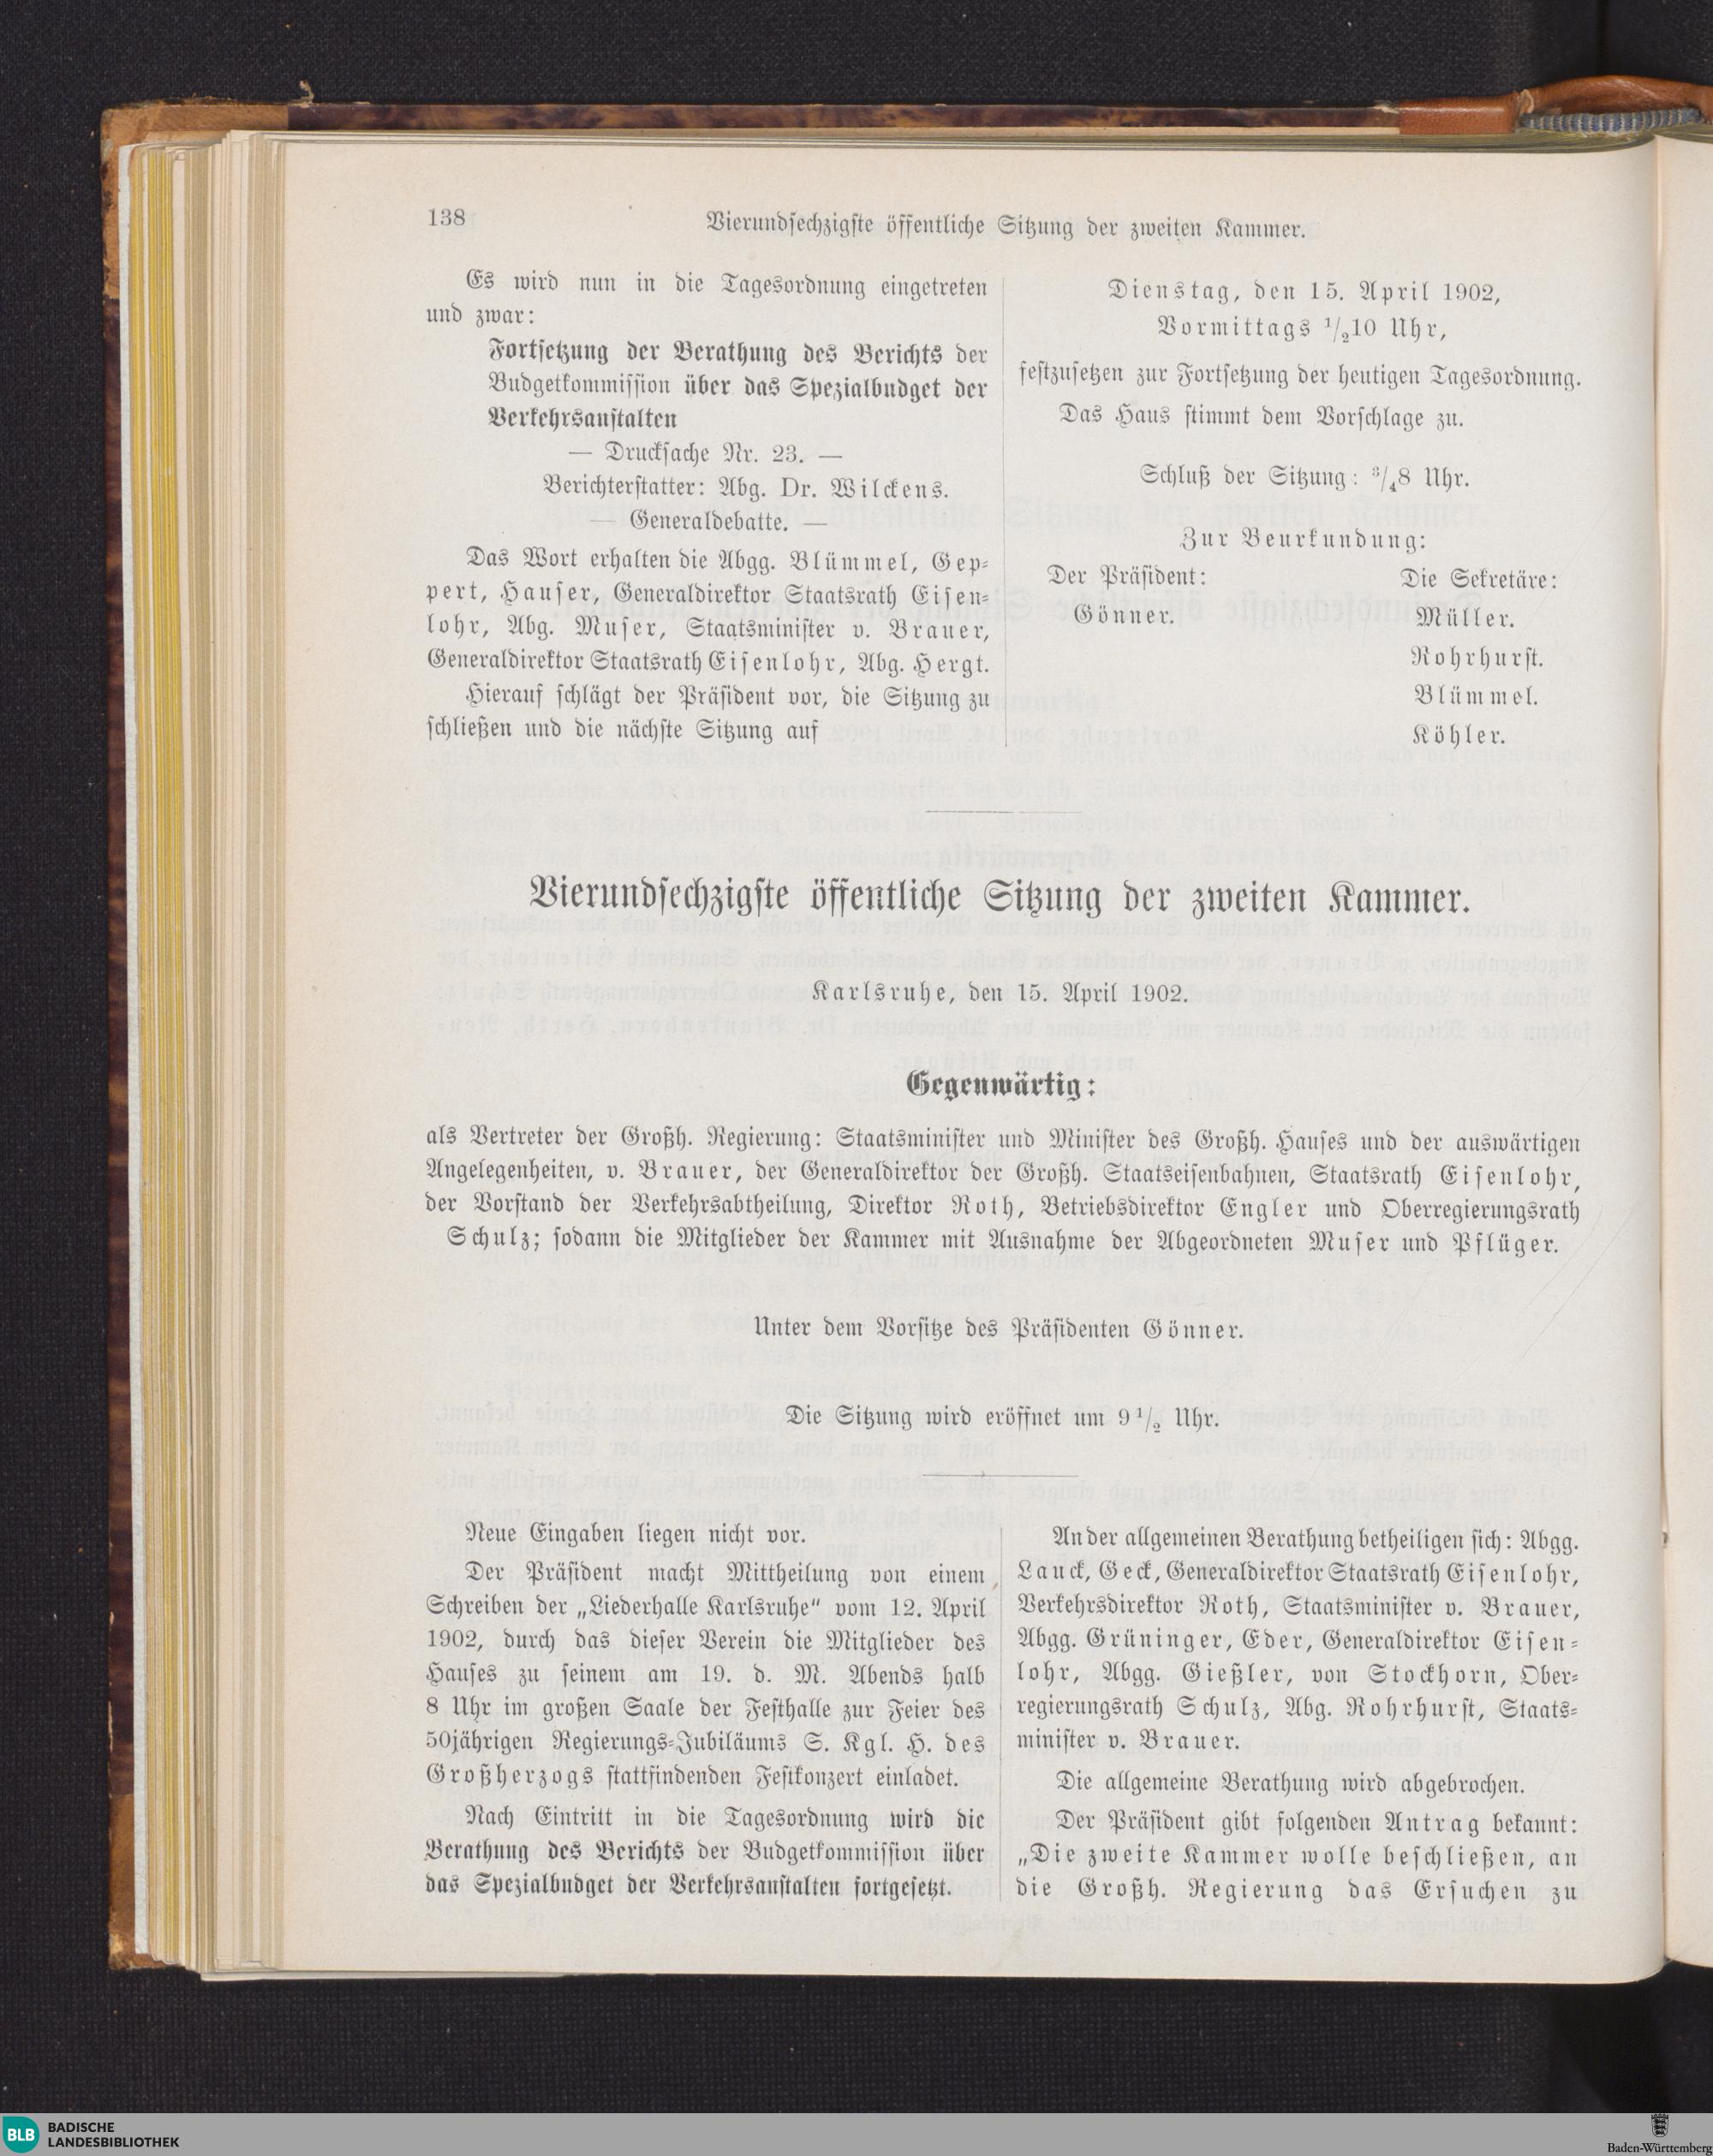 138
Vierundsechzigste öffentliche Sitzung der zweiten Kammer.
Es wird nun in die Tagesordnung eingetreten
und zwar:
Fortsetzung der Berathung des Berichts der
Budgetkommission über das Spezialbudget der
Verkehrsanstalten
— Drucksache Nr. 23. —
Berichterstatter: Abg. Dr. Wilckens.
— Generaldebatte. —
Das Wort erhalten die Abgg. Blümmel, Gep-
pert, Hauser, Generaldirektor Staatsrath Eisen-
lohr, Abg. Muser, Staatsminister v. Brauer,
Generaldirektor Staatsrath Eisenlohr, Abg. Hergt.
Hierauf schlägt der Präsident vor, die Sitzung zu
schließen und die nächste Sitzung auf
Dienstag, den 15. April 1902,
Vormittags 1/2 10 Uhr,
festzusetzen zur Fortsetzung der heutigen Tagesordnung.
Das Haus stimmt dem Vorschlage zu.
Schluß der Sitzung: 3/4 8 Uhr.
Zur Beurkundung:
Der Präsident:
Gönner.
Die Sekretäre:
Müller.
Rohrhurst.
Blümmel.
Köhler.
Vierundsechzigste öffentliche Sitzung der zweiten Kammer.
Karlsruhe, den 15. April 1902.
Gegenwärtig:
als Vertreter der Großh. Regierung: Staatsminister und Minister des Großh. Hauses und der auswärtigen
Angelegenheiten, v. Brauer, der Generaldirektor der Großh. Staatseisenbahnen, Staatsrath Eisenlohr,
der Vorstand der Verkehrsabtheilung, Direktor Roth, Betriebsdirektor Engler und Oberregierungsrath
Schulz; sodann die Mitglieder der Kammer mit Ausnahme der Abgeordneten Muser und Pflüger.
Unter dem Vorsitze des Präsidenten Gönner.
Die Sitzung wird eröffnet um 9 1/2 Uhr.
Neue Eingaben liegen nicht vor.
Der Präsident macht Mittheilung von einem
Schreiben der „Liederhalle Karlsruhe“ vom 12. April
1902, durch das dieser Verein die Mitglieder des
Hauses zu seinem am 19. d. M. Abends halb
8 Uhr im großen Saale der Festhalle zur Feier des
50jährigen Regierungs-Jubiläums S. Kgl. H. des
Großherzogs stattfindenden Festkonzert einladet.
Nach Eintritt in die Tagesordnung wird die
Berathung des Berichts der Budgetkommission über
das Spezialbudget der Verkehrsanstalten fortgesetzt.
An der allgemeinen Berathung betheiligen sich: Abgg.
Lauck, Geck, Generaldirektor Staatsrath Eisenlohr,
Verkehrsdirektor Roth, Staatsminister v. Brauer,
Abgg. Grüninger, Eder, Generaldirektor Eisen-
lohr, Abgg. Gießler, von Stockhorn, Ober-
regierungsrath Schulz, Abg. Rohrhurst, Staats-
minister v. Brauer.
Die allgemeine Berathung wird abgebrochen.
Der Präsident gibt folgenden Antrag bekannt:
„Die zweite Kammer wolle beschließen, an
die Großh. Regierung das Ersuchen zu
BLB BADISCHE
LANDESBIBLIOTHEK
Baden-Württemberg